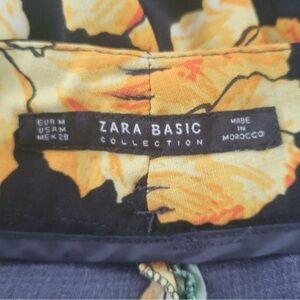 EUR M
USA M
MEX 28
ZARA BASIC
COLLECTION
MADE
IN
MOROCCO